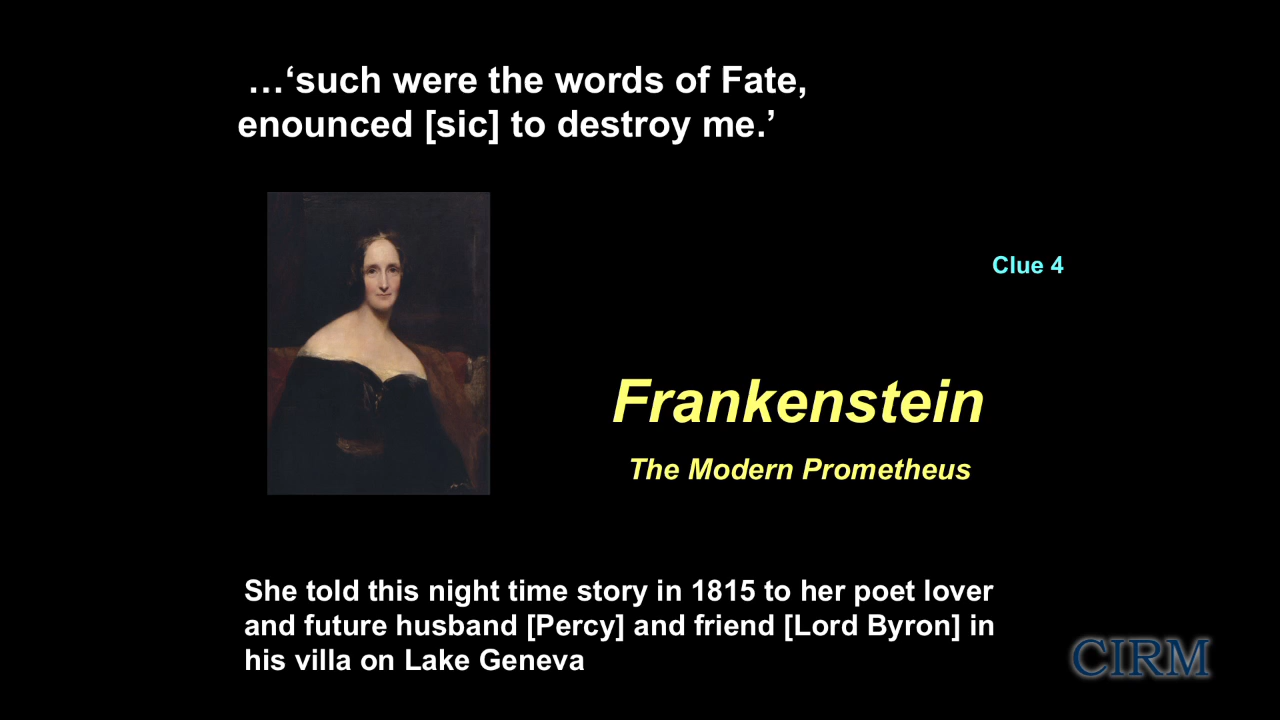 …‘such were the words of Fate,
enounced [sic] to destroy me.’
Clue 4
Frankenstein
The Modern Prometheus
She told this night time story in 1815 to her poet lover
and future husband [Percy] and friend [Lord Byron] in
his villa on Lake Geneva
CIRM